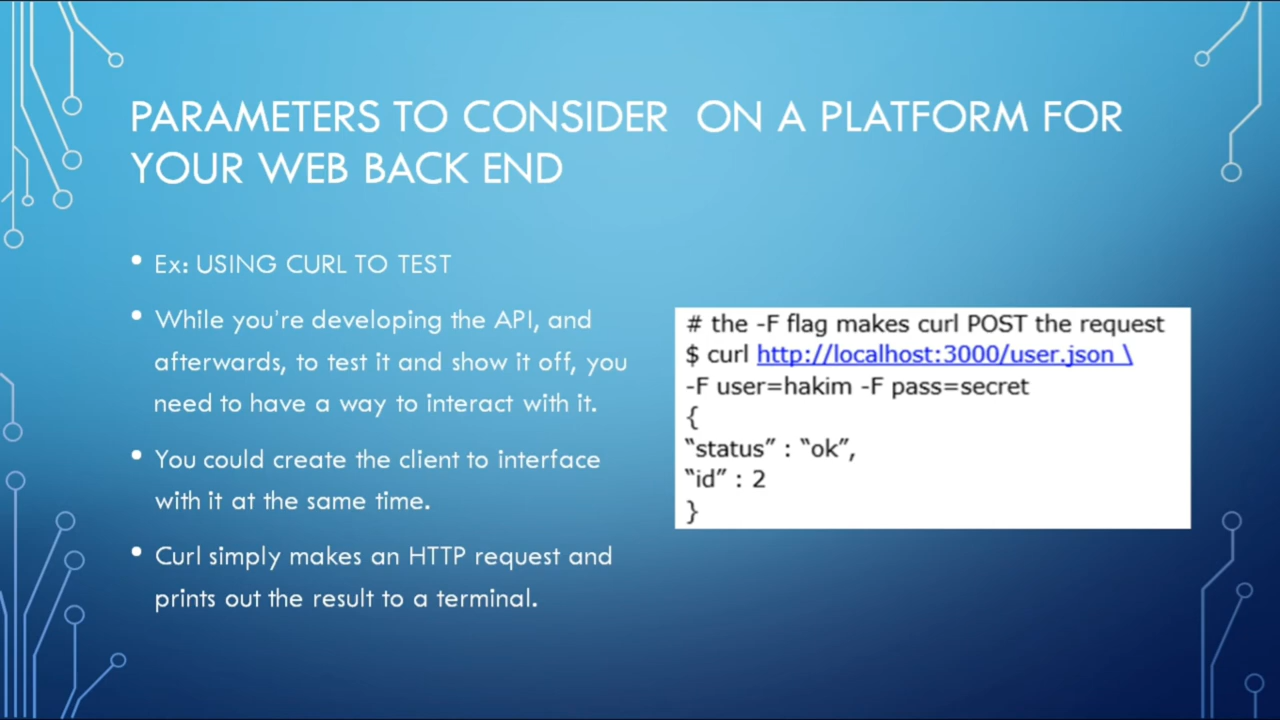 PARAMETERS TO CONSIDER ON A PLATFORM FOR
YOUR WEB BACK END
• Ex: USING CURL TO TEST
• While you're developing the API, and
afterwards, to test it and show it off, you
need to have a way to interact with it.
• You could create the client to interface
with it at the same time.
• Curl simply makes an HTTP request and
prints out the result to a terminal.
# the -F flag makes curl POST the request
$ curl http://localhost:3000/user.json \
-F user=hakim -F pass=secret
{
“status” : “ok”,
“id” : 2
}